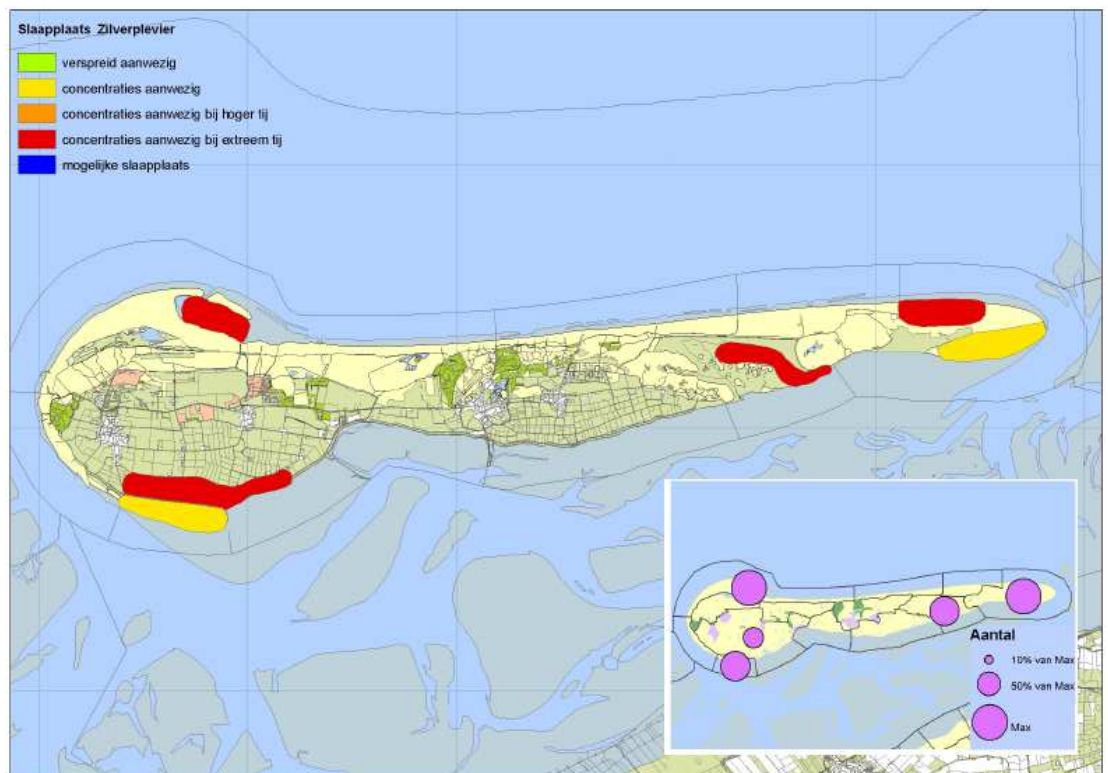 Slaapplaats_Zilverplevier
verspreid aanwezig
concentraties aanwezig
concentraties aanwezig bij hoger tij
concentraties aanwezig bij extreem tij
mogelijke slaapplaats
Aantal
10% van Max
50% van Max
Max